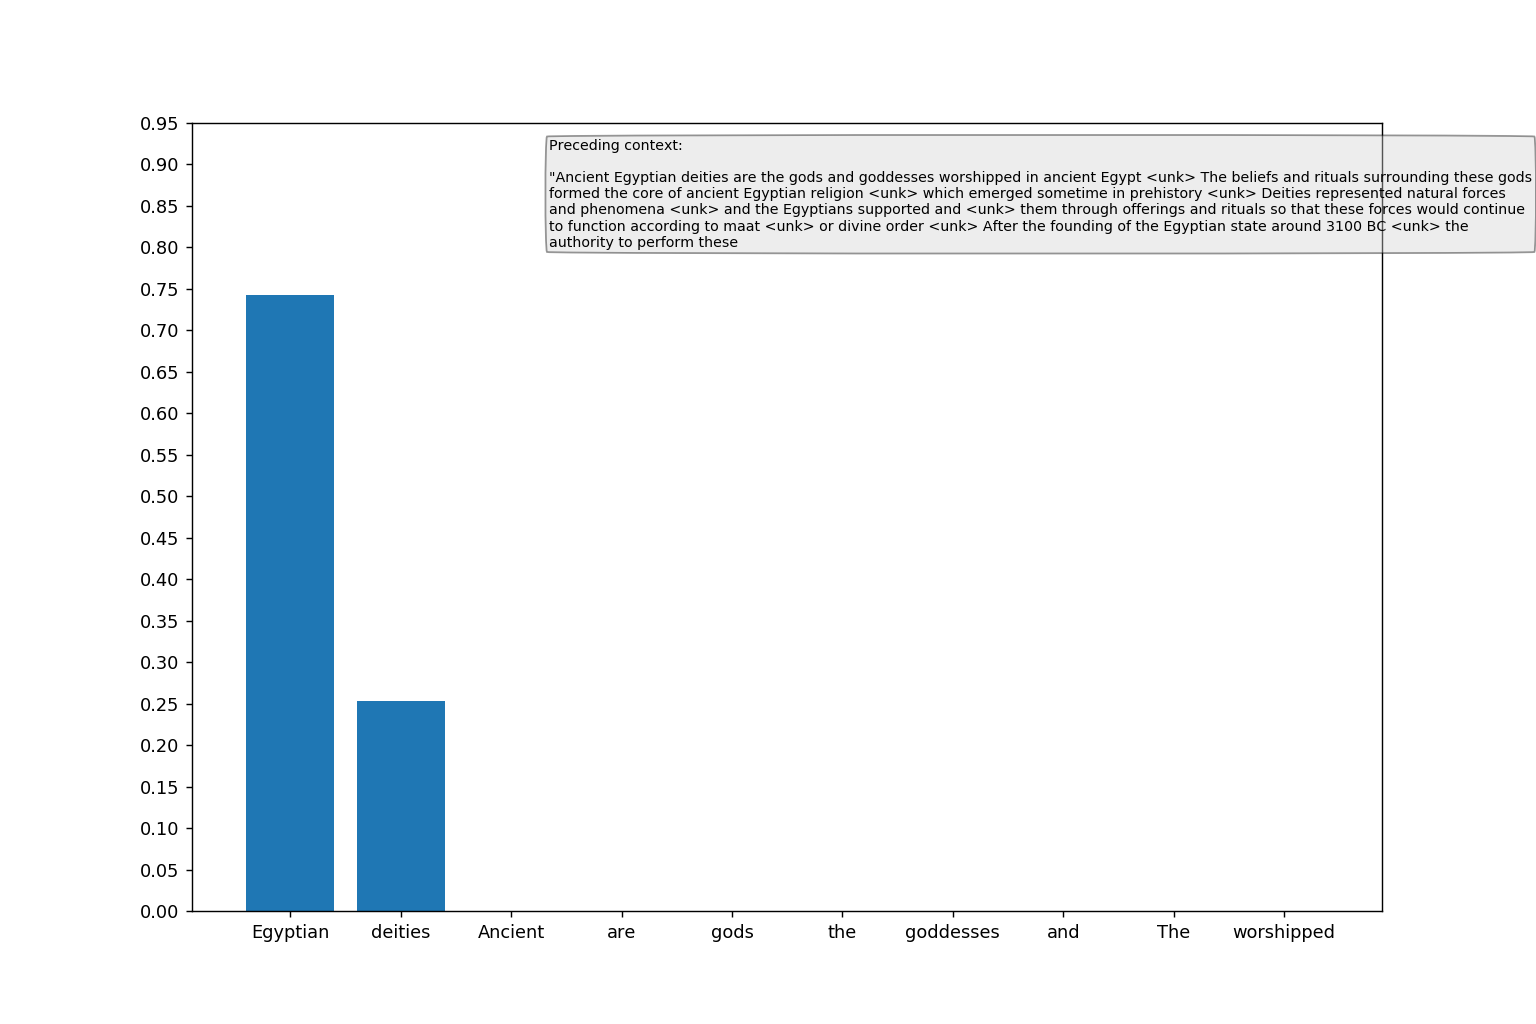 0.95
0.90
0.85
0.80
0.75
0.70
0.65
0.60
0.55
0.50
0.45
0.40
0.35
0.30
0.25
0.20
0.15
0.10
0.05
0.00
Preceding context:
"Ancient Egyptian deities are the gods and goddesses worshipped in ancient Egypt <unk> The beliefs and rituals surrounding these gods
formed the core of ancient Egyptian religion <unk> which emerged sometime in prehistory <unk> Deities represented natural forces
and phenomena <unk> and the Egyptians supported and <unk> them through offerings and rituals so that these forces would continue
to function according to maat <unk> or divine order <unk> After the founding of the Egyptian state around 3100 BC <unk> the
authority to perform these
Egyptian deities Ancient are gods the goddesses and The worshipped